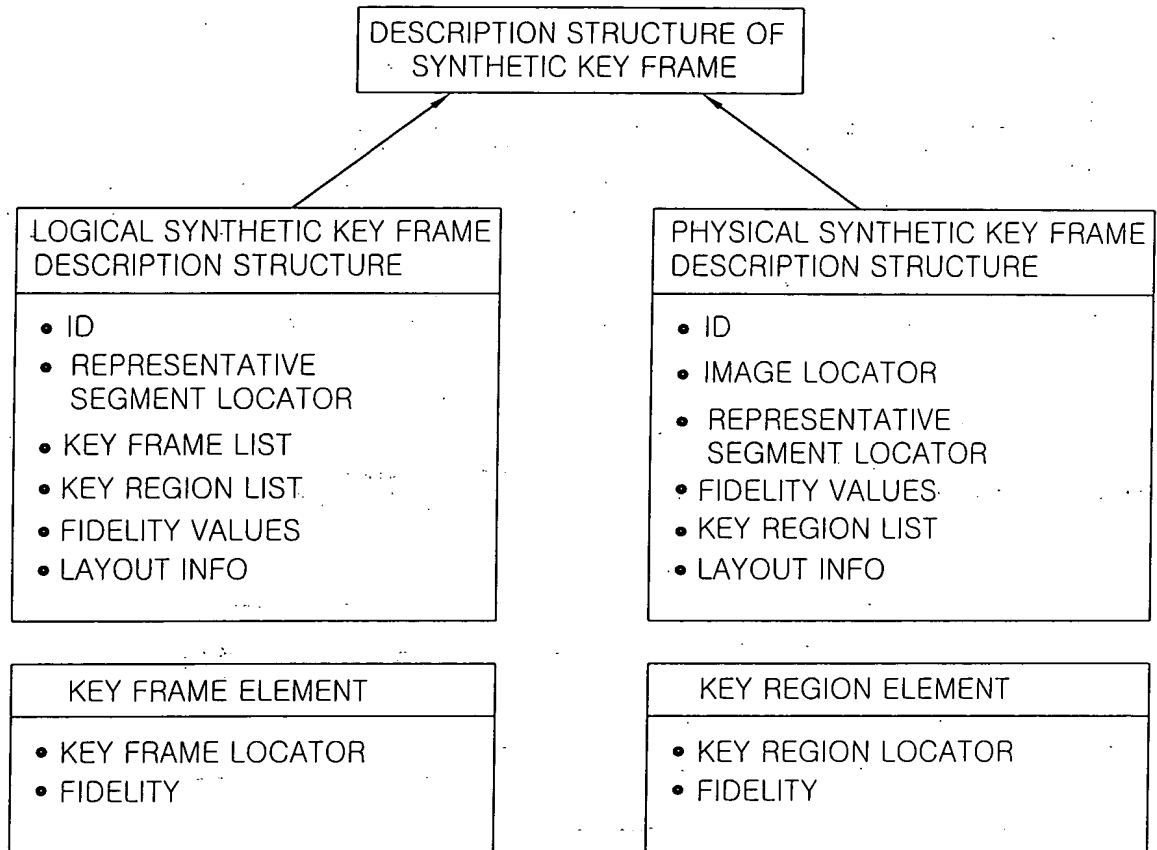 DESCRIPTION STRUCTURE OF
SYNTHETIC KEY FRAME
LOGICAL SYNTHETIC KEY FRAME
DESCRIPTION STRUCTURE
• ID
• REPRESENTATIVE
SEGMENT LOCATOR
• KEY FRAME LIST
• KEY REGION LIST
• FIDELITY VALUES
• LAYOUT INFO
PHYSICAL SYNTHETIC KEY FRAME
DESCRIPTION STRUCTURE
• ID
• IMAGE LOCATOR
• REPRESENTATIVE
SEGMENT LOCATOR
• FIDELITY VALUES
• KEY REGION LIST
• LAYOUT INFO
KEY FRAME ELEMENT
• KEY FRAME LOCATOR
• FIDELITY
KEY REGION ELEMENT
• KEY REGION LOCATOR
• FIDELITY